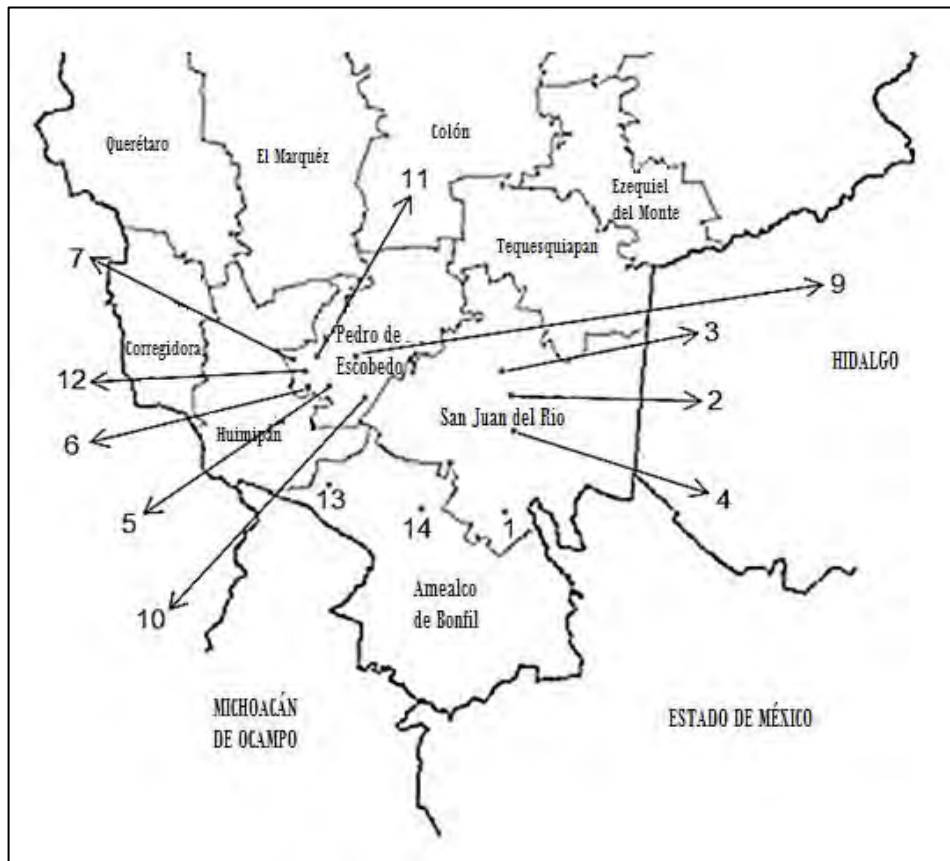 Querétaro
El Marquéz
Colón
11
Ezequiel
del Monte
Tequesquiapan
7
9
Pedro de
Escobedo
3
Corregidora
HIDALGO
12
2
San Juan del Rio
6
Huimipán
4
5
13
14
1
10
Amealco
de Bonfil
MICHOACÁN
DE OCAMPO
ESTADO DE MÉXICO